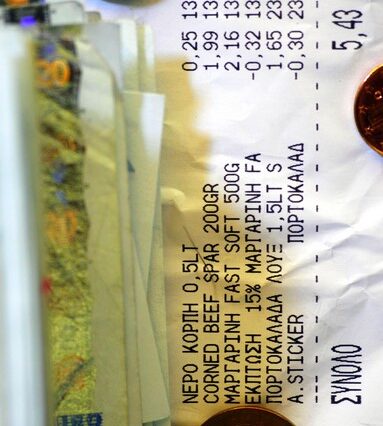 ΝΕΡΟ ΚΟΡΠΗ 0,5LT 0,25 13
CORNED BEEF SPAR 200GR 1,99 13
ΜΑΡΓΑΡΙΝΗ FAST SOFT 500G 2,16 13
ΕΚΠΤΩΣΗ 15% ΜΑΡΓΑΡΙΝΗ FA -0,32 13
ΠΟΡΤΟΚΑΛΑΔΑ ΛΟΥΞ 1,5LT S 1,65 23
A.STICKER ΠΟΡΤΟΚΑΛΑΔ -0,30 23
ΣΥΝΟΛΟ 5,43